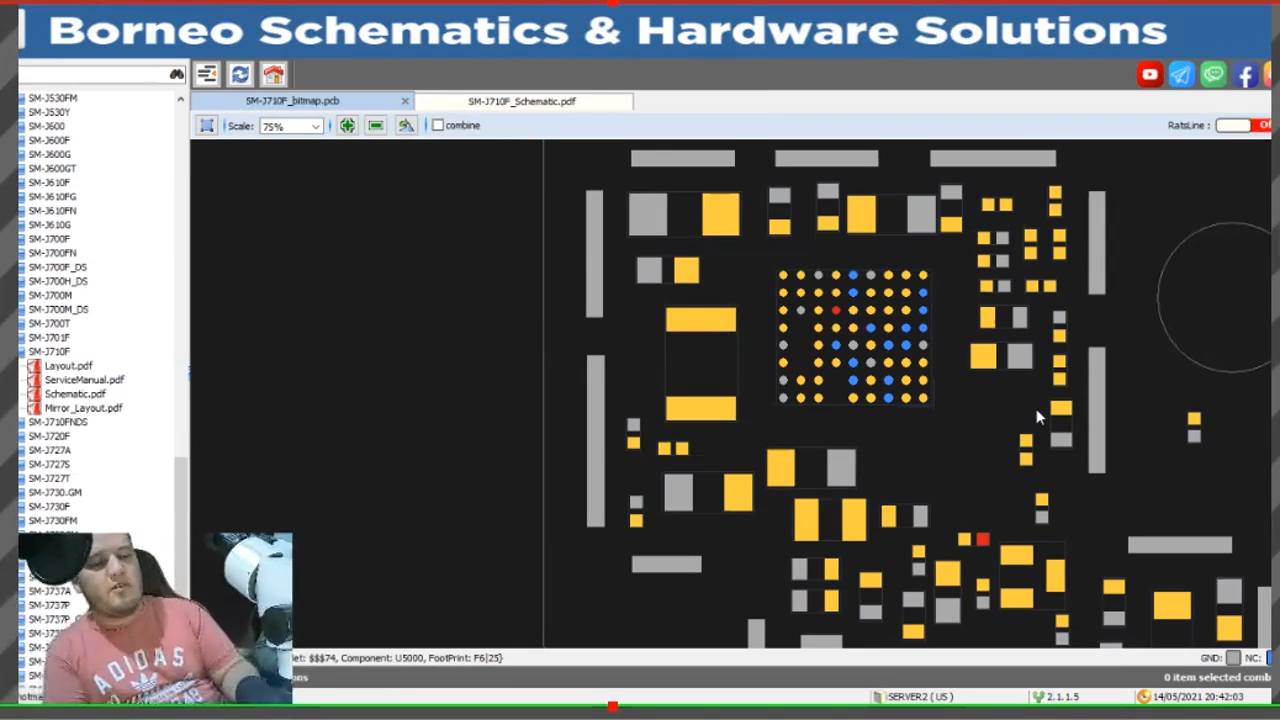 Borneo Schematics & Hardware Solutions
SM-J710F_bitmap.pcb
SM-J710F_Schematic.pdf
Scale: 75%
combine
RatsLine :
SM-J530FM
SM-J530Y
SM-J600
SM-J600F
SM-J600G
SM-J600GT
SM-J610F
SM-J610FG
SM-J610FN
SM-J610G
SM-J700F
SM-J700FN
SM-J700F_DS
SM-J700H_DS
SM-J700M
SM-J700M_DS
SM-J700T
SM-J701F
SM-J710F
Layout.pdf
ServiceManual.pdf
Schematic.pdf
Mirror_Layout.pdf
SM-J710FNDS
SM-J720F
SM-J727A
SM-J727S
SM-J727T
SM-J730.GM
SM-J730F
SM-J730FM
-J737A
-J737P
-J737P_
ADIDAS
et: $$$74, Component: U5000, FootPrint: F6|25}
GND:
NC:
ons
0 item selected comb
SERVER2 ( US )
2.1.1.5
14/05/2021 20:42:03